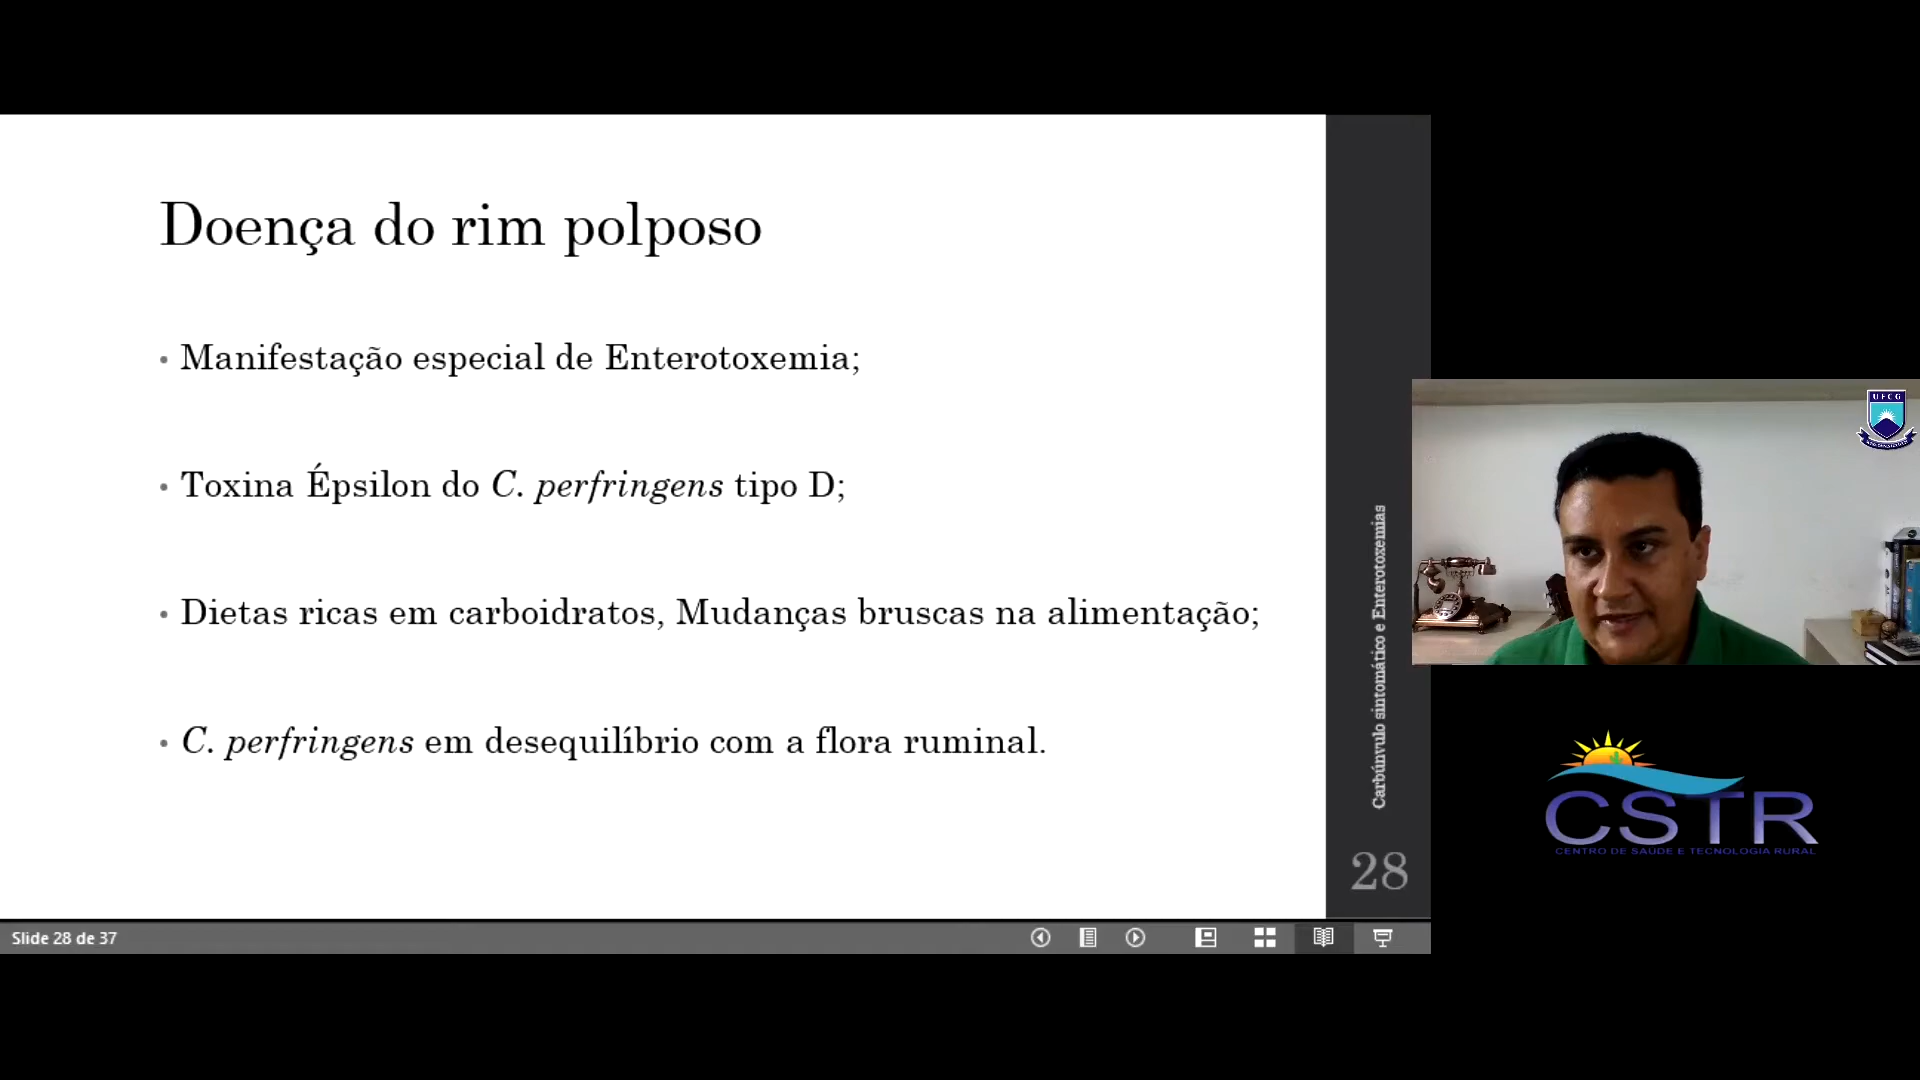 Doença do rim polposo
• Manifestação especial de Enterotoxemia;
• Toxina Épsilon do C. perfringens tipo D;
• Dietas ricas em carboidratos, Mudanças bruscas na alimentação;
• C. perfringens em desequilíbrio com a flora ruminal.
Carbúnvulo sintomático e Enterotoxemias
28
Slide 28 de 37
UFCG
CSTR
CENTRO DE SAÚDE E TECNOLOGIA RURAL